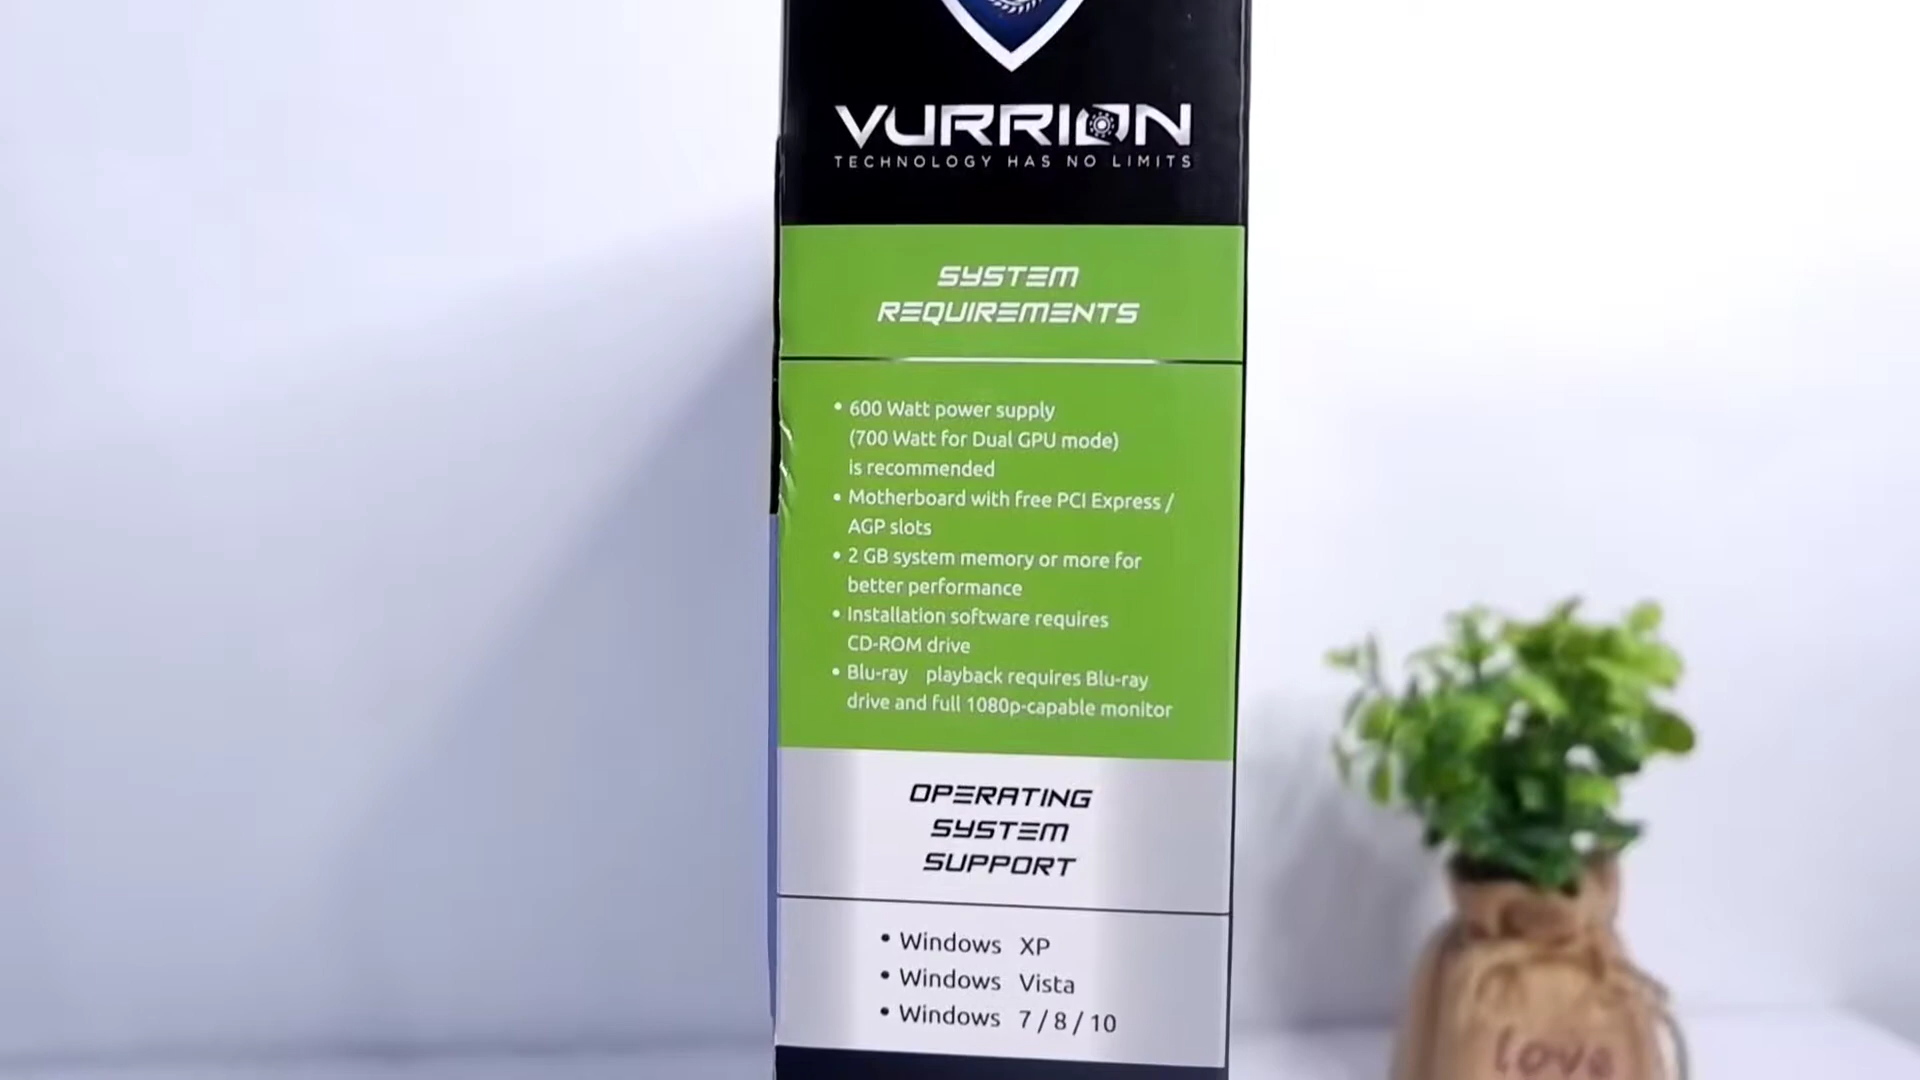 VURRION
TECHNOLOGY HAS NO LIMITS
SYSTEM
REQUIREMENTS
• 600 Watt power supply
(700 Watt for Dual GPU mode)
is recommended
• Motherboard with free PCI Express /
AGP slots
• 2 GB system memory or more for
better performance
• Installation software requires
CD-ROM drive
• Blu-ray playback requires Blu-ray
drive and full 1080p-capable monitor
OPERATING
SYSTEM
SUPPORT
• Windows XP
• Windows Vista
• Windows 7 / 8 / 10
love